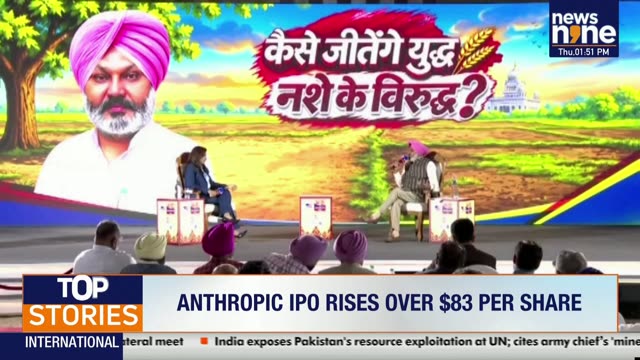 news
nine
Thu.01:51 PM
कैसे जीतेंगे युद्ध
नशे के विरुद्ध?
TOP
STORIES
INTERNATIONAL
ANTHROPIC IPO RISES OVER $83 PER SHARE
ateral meet
India exposes Pakistan's resource exploitation at UN; cites army chief's 'mine